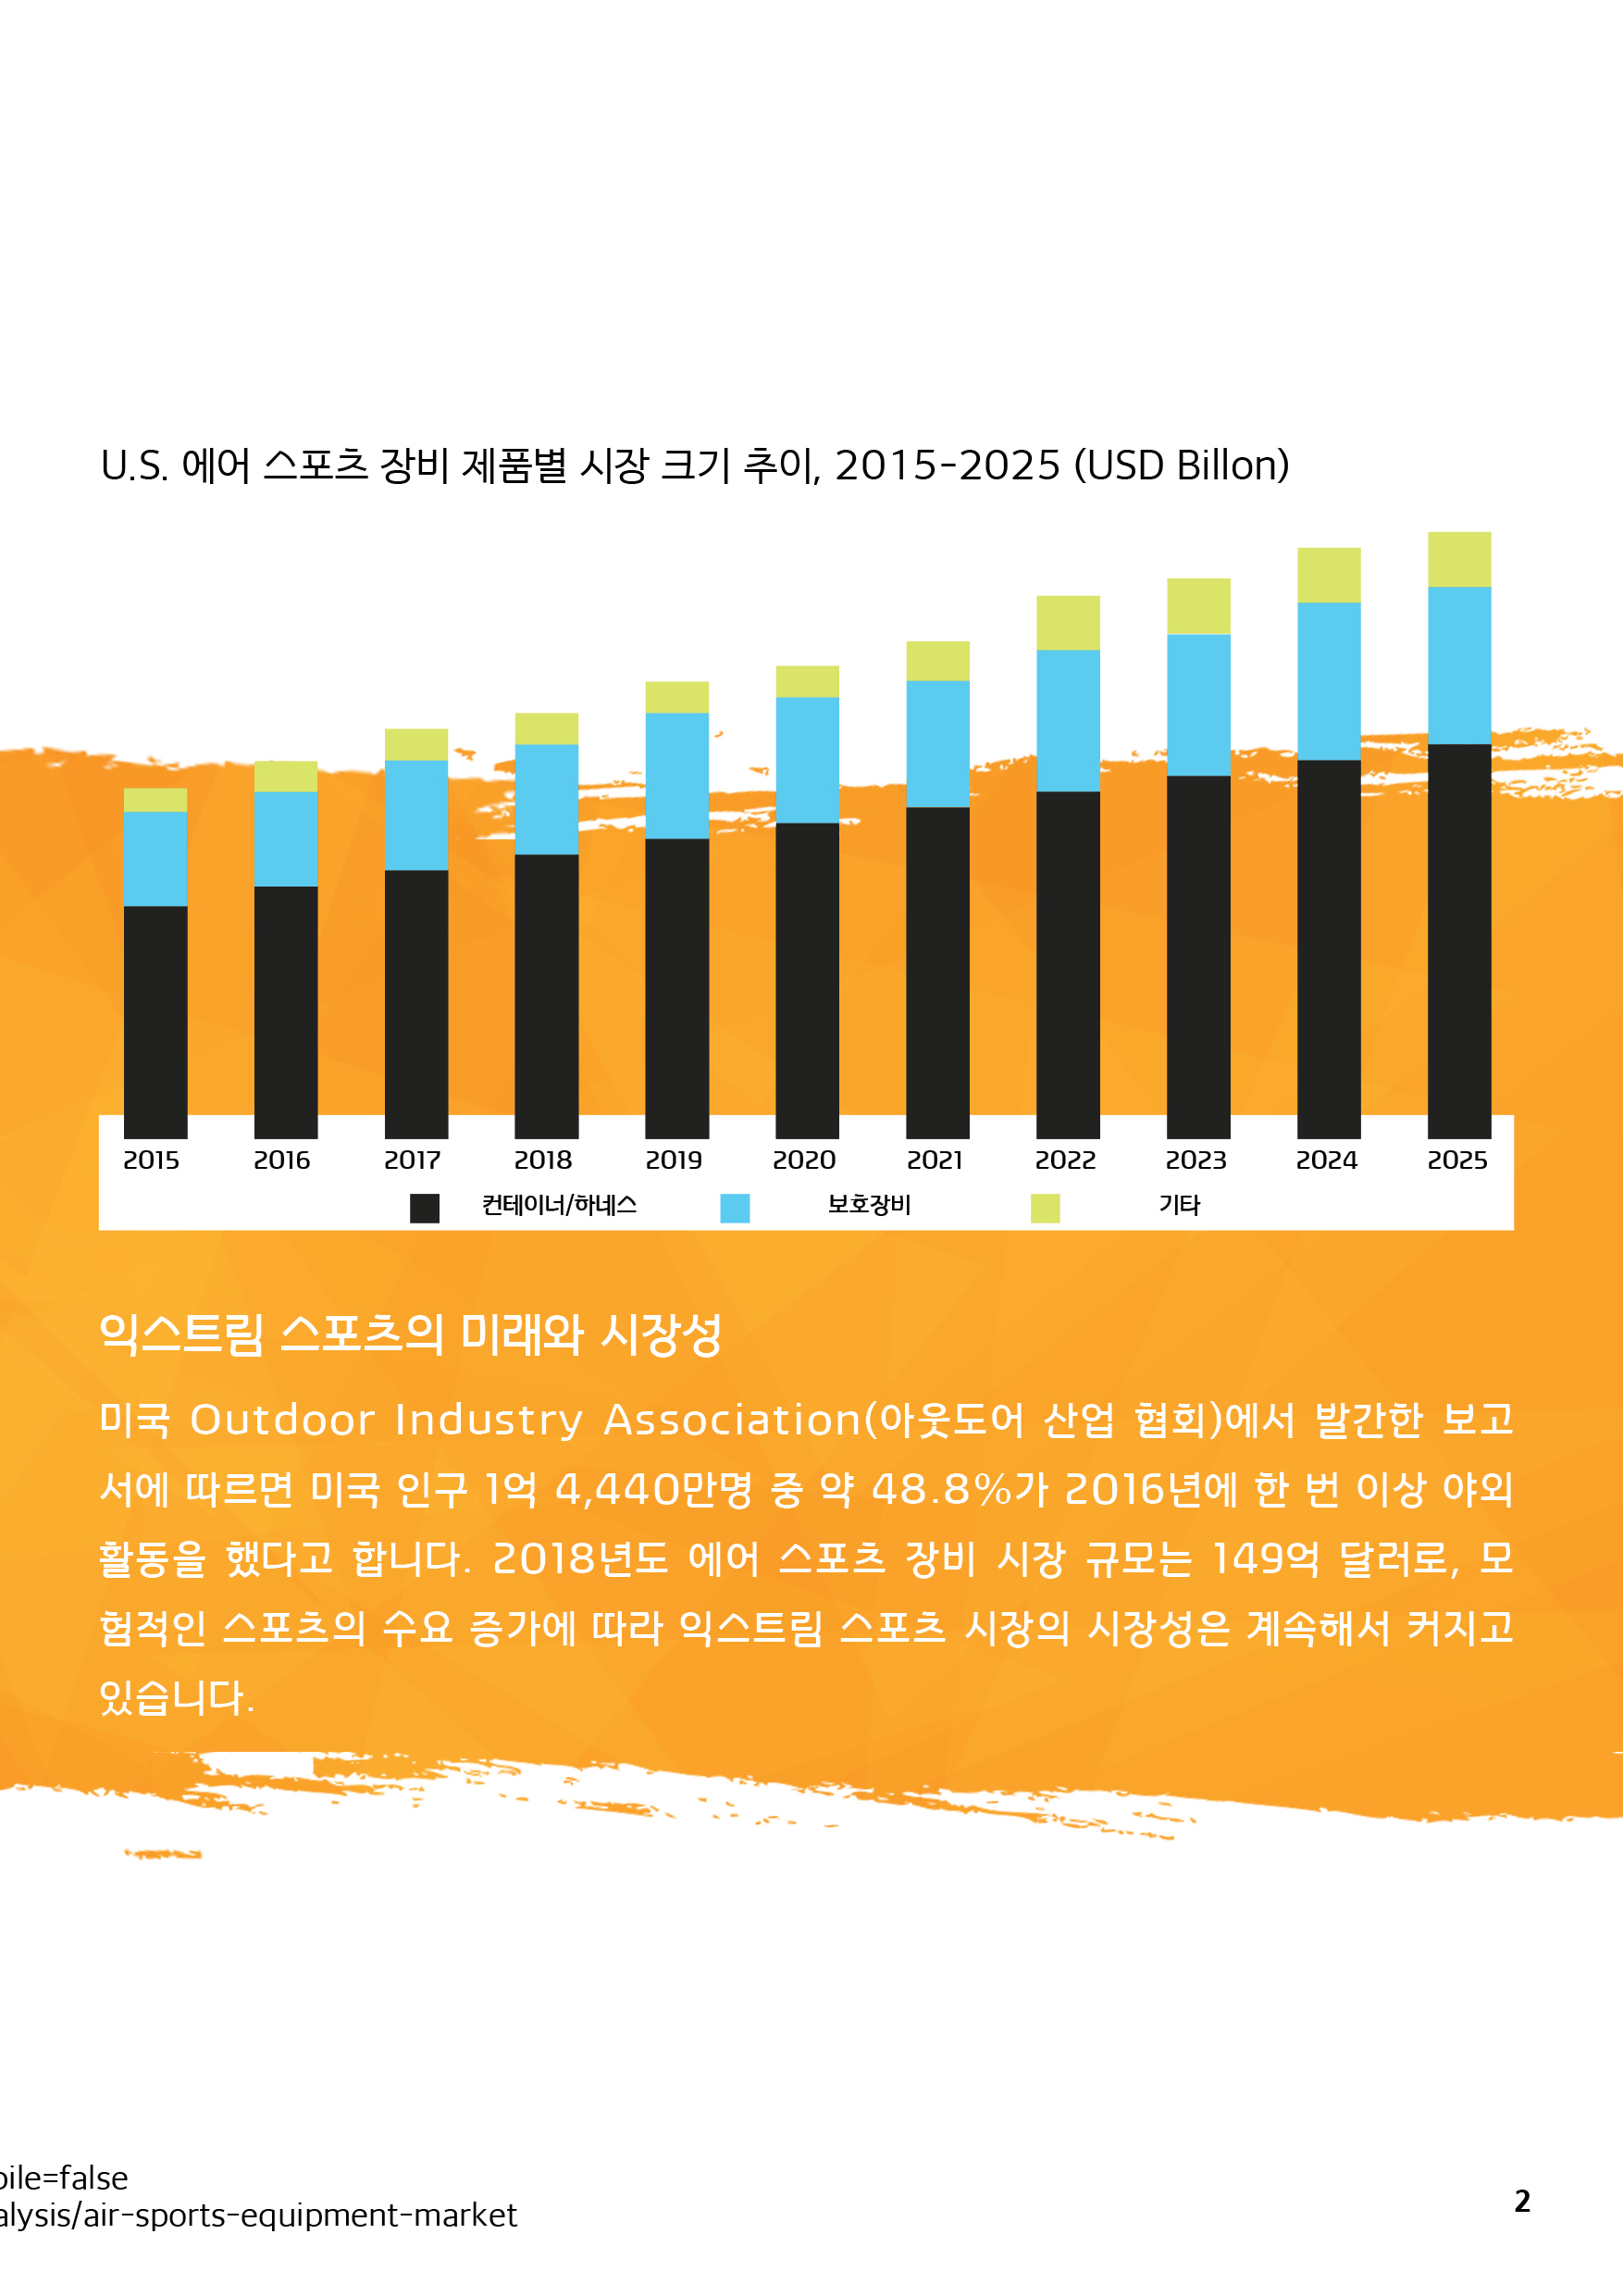 U.S. 에어 스포츠 장비 제품별 시장 크기 추이, 2015-2025 (USD Billon)
2015 2016 2017 2018 2019 2020 2021 2022 2023 2024 2025
컨테이너/하네스 보호장비 기타
익스트림 스포츠의 미래와 시장성
미국 Outdoor Industry Association(아웃도어 산업 협회)에서 발간한 보고
서에 따르면 미국 인구 1억 4,440만명 중 약 48.8%가 2016년에 한 번 이상 야외
활동을 했다고 합니다. 2018년도 에어 스포츠 장비 시장 규모는 149억 달러로, 모
험적인 스포츠의 수요 증가에 따라 익스트림 스포츠 시장의 시장성은 계속해서 커지고
있습니다.
bile=false
alysis/air-sports-equipment-market
2